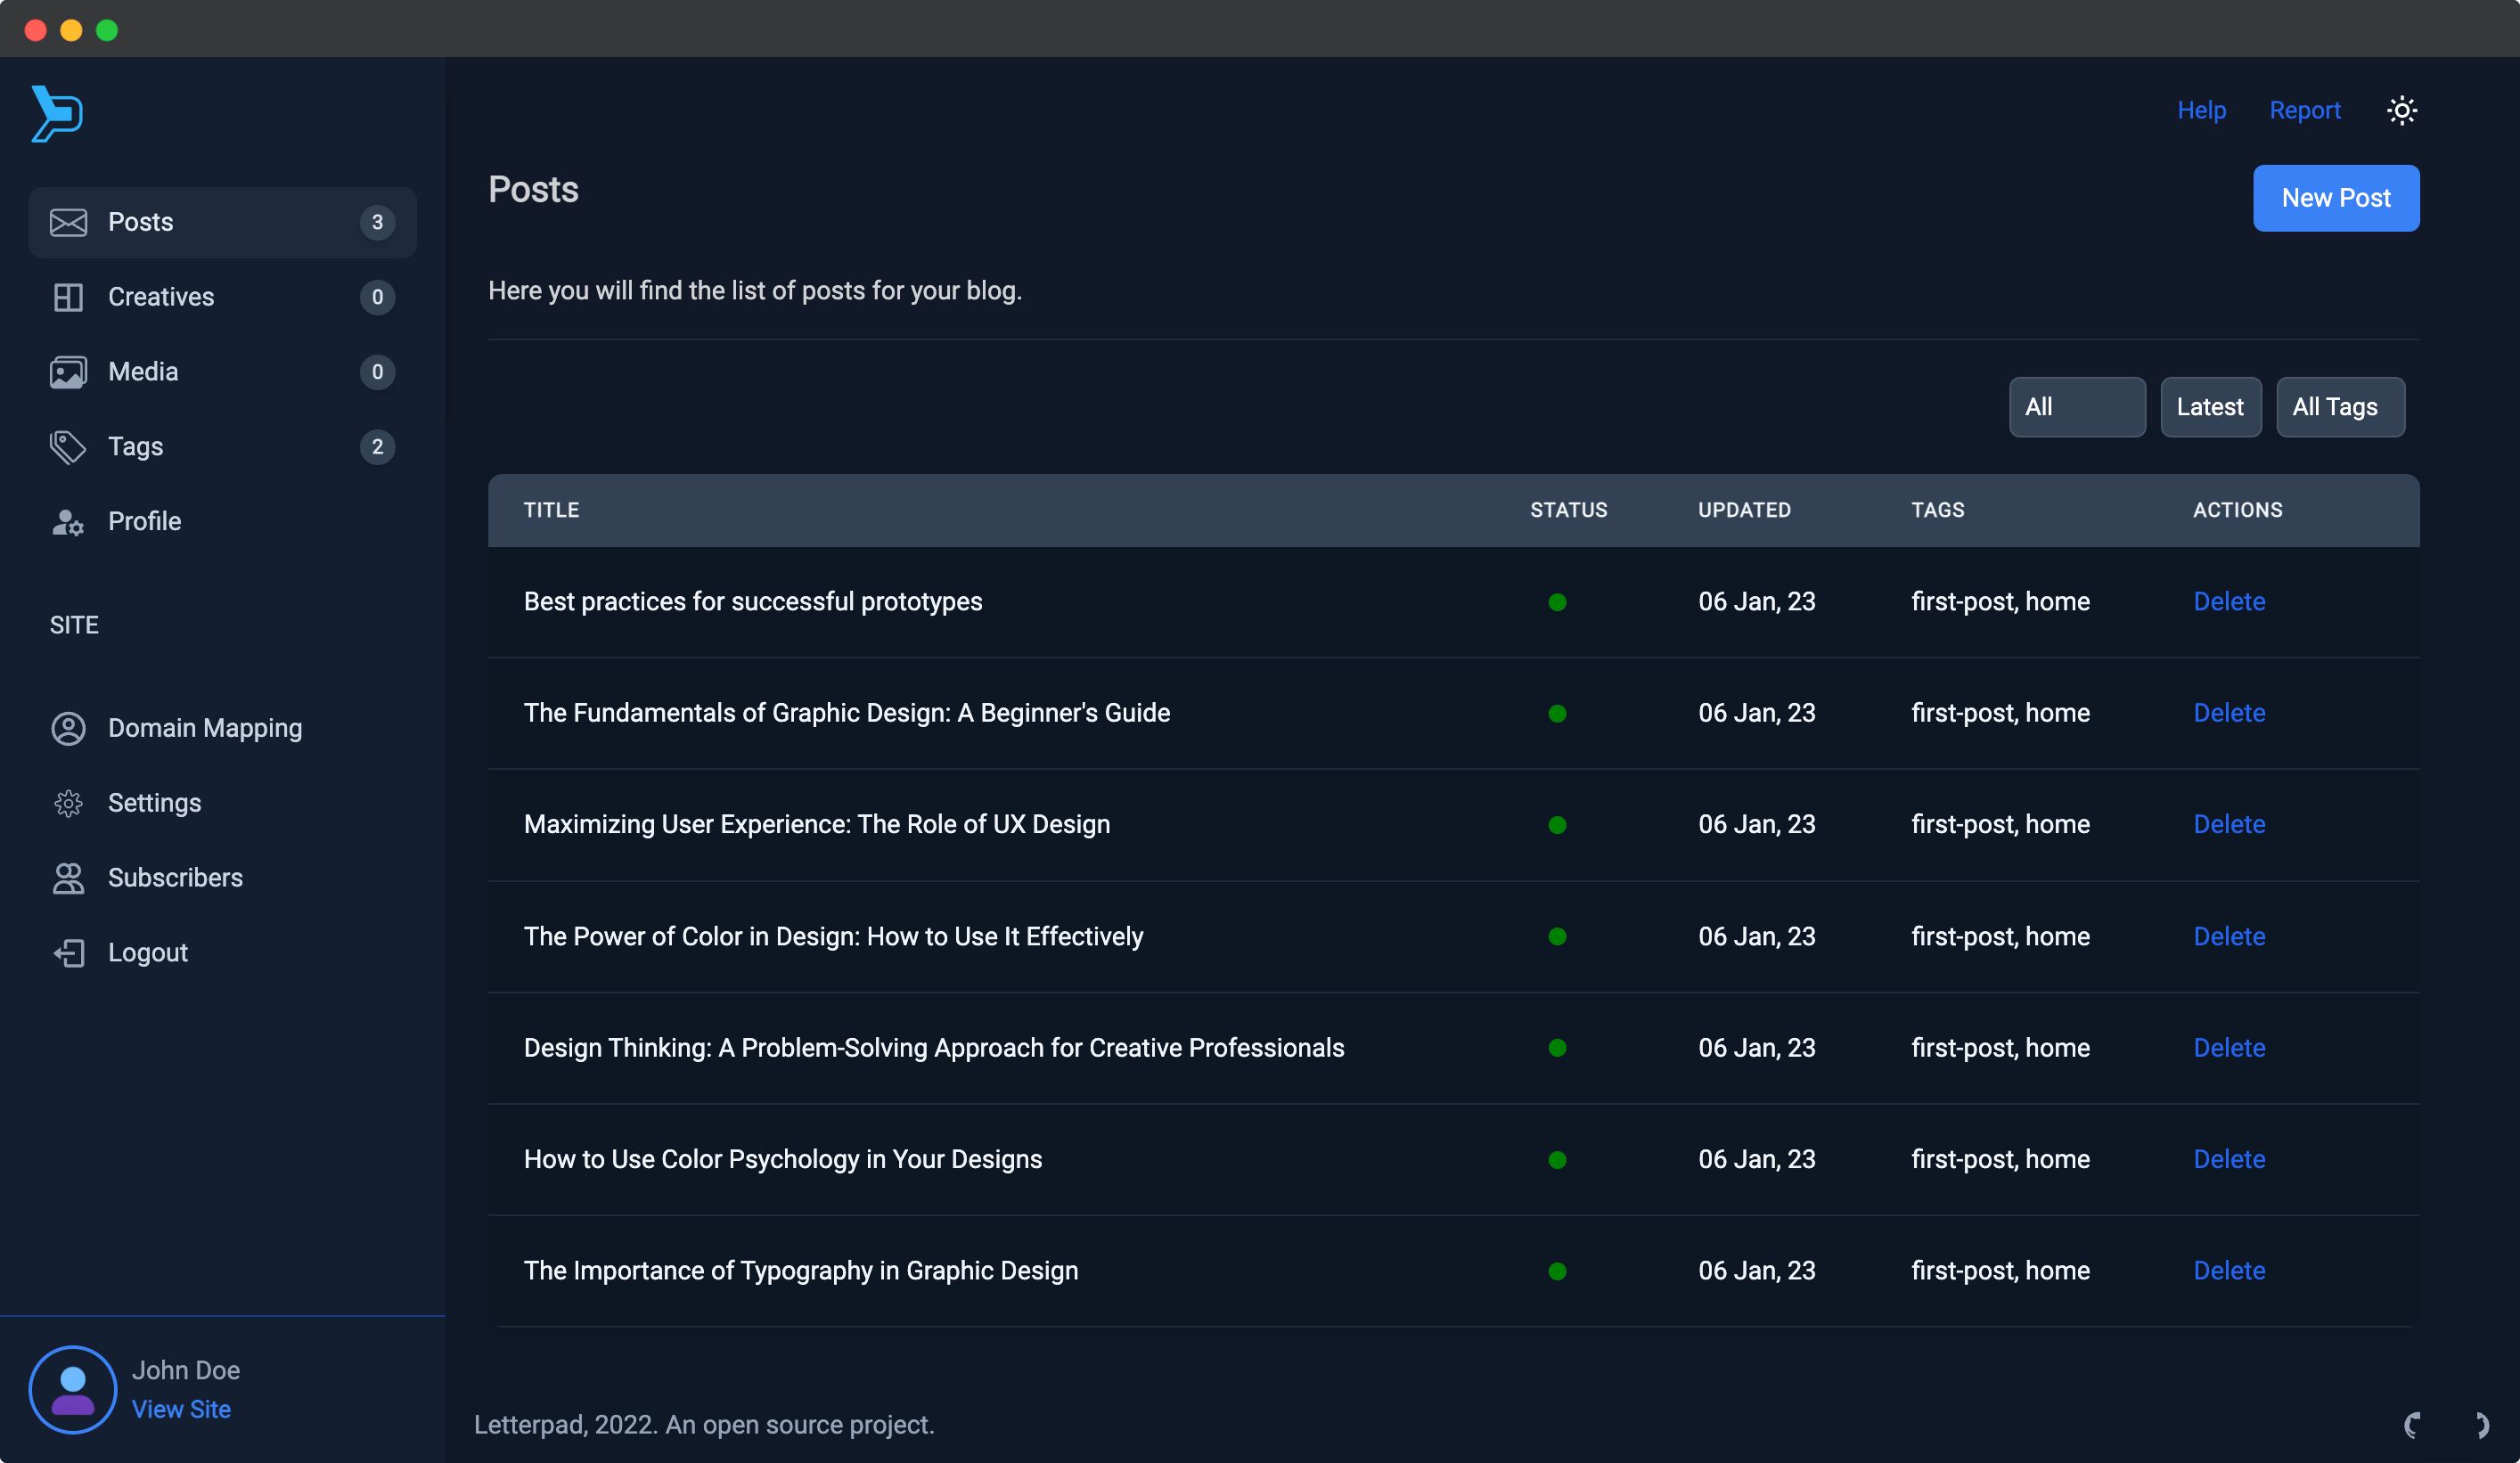 Help Report
Posts 3
Creatives 0
Media 0
Tags 2
Profile
SITE
Domain Mapping
Settings
Subscribers
Logout
John Doe
View Site
Posts
New Post
Here you will find the list of posts for your blog.
All Latest All Tags
TITLE STATUS UPDATED TAGS ACTIONS
Best practices for successful prototypes 06 Jan, 23 first-post, home Delete
The Fundamentals of Graphic Design: A Beginner's Guide 06 Jan, 23 first-post, home Delete
Maximizing User Experience: The Role of UX Design 06 Jan, 23 first-post, home Delete
The Power of Color in Design: How to Use It Effectively 06 Jan, 23 first-post, home Delete
Design Thinking: A Problem-Solving Approach for Creative Professionals 06 Jan, 23 first-post, home Delete
How to Use Color Psychology in Your Designs 06 Jan, 23 first-post, home Delete
The Importance of Typography in Graphic Design 06 Jan, 23 first-post, home Delete
Letterpad, 2022. An open source project.